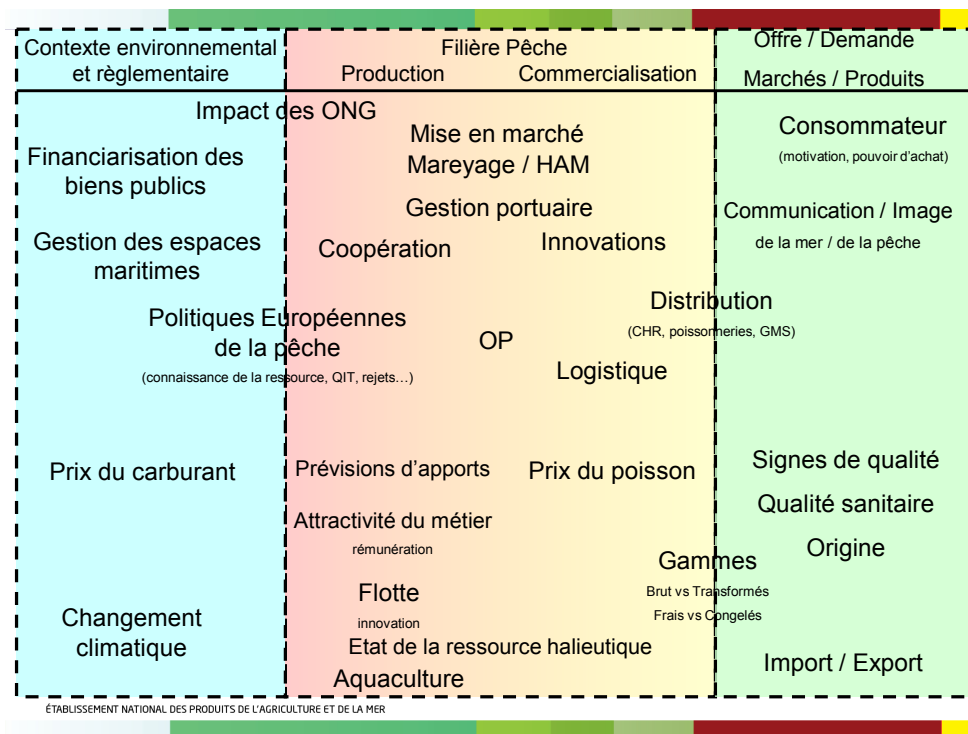 Contexte environnemental
et règlementaire
Filière Pêche
Production
Commercialisation
Offre / Demande
Marchés / Produits
Impact des ONG
Financiarisation des
biens publics
Gestion des espaces
maritimes
Politiques Européennes
de la pêche
(connaissance de la ressource, QIT, rejets…)
Prix du carburant
Changement
climatique
Mise en marché
Mareyage / HAM
Gestion portuaire
Coopération
Innovations
OP
Distribution
(CHR, poissonneries, GMS)
Logistique
Prévisions d'apports
Prix du poisson
Attractivité du métier
rémunération
Flotte
innovation
Gammes
Brut vs Transformés
Frais vs Congelés
Etat de la ressource halieutique
Aquaculture
Consommateur
(motivation, pouvoir d'achat)
Communication / Image
de la mer / de la pêche
Signes de qualité
Qualité sanitaire
Origine
Import / Export
ÉTABLISSEMENT NATIONAL DES PRODUITS DE L'AGRICULTURE ET DE LA MER